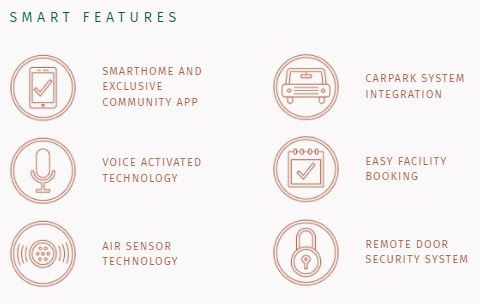 SMART FEATURES
SMARTHOME AND
EXCLUSIVE
COMMUNITY APP
CARPARK SYSTEM
INTEGRATION
VOICE ACTIVATED
TECHNOLOGY
EASY FACILITY
BOOKING
AIR SENSOR
TECHNOLOGY
REMOTE DOOR
SECURITY SYSTEM